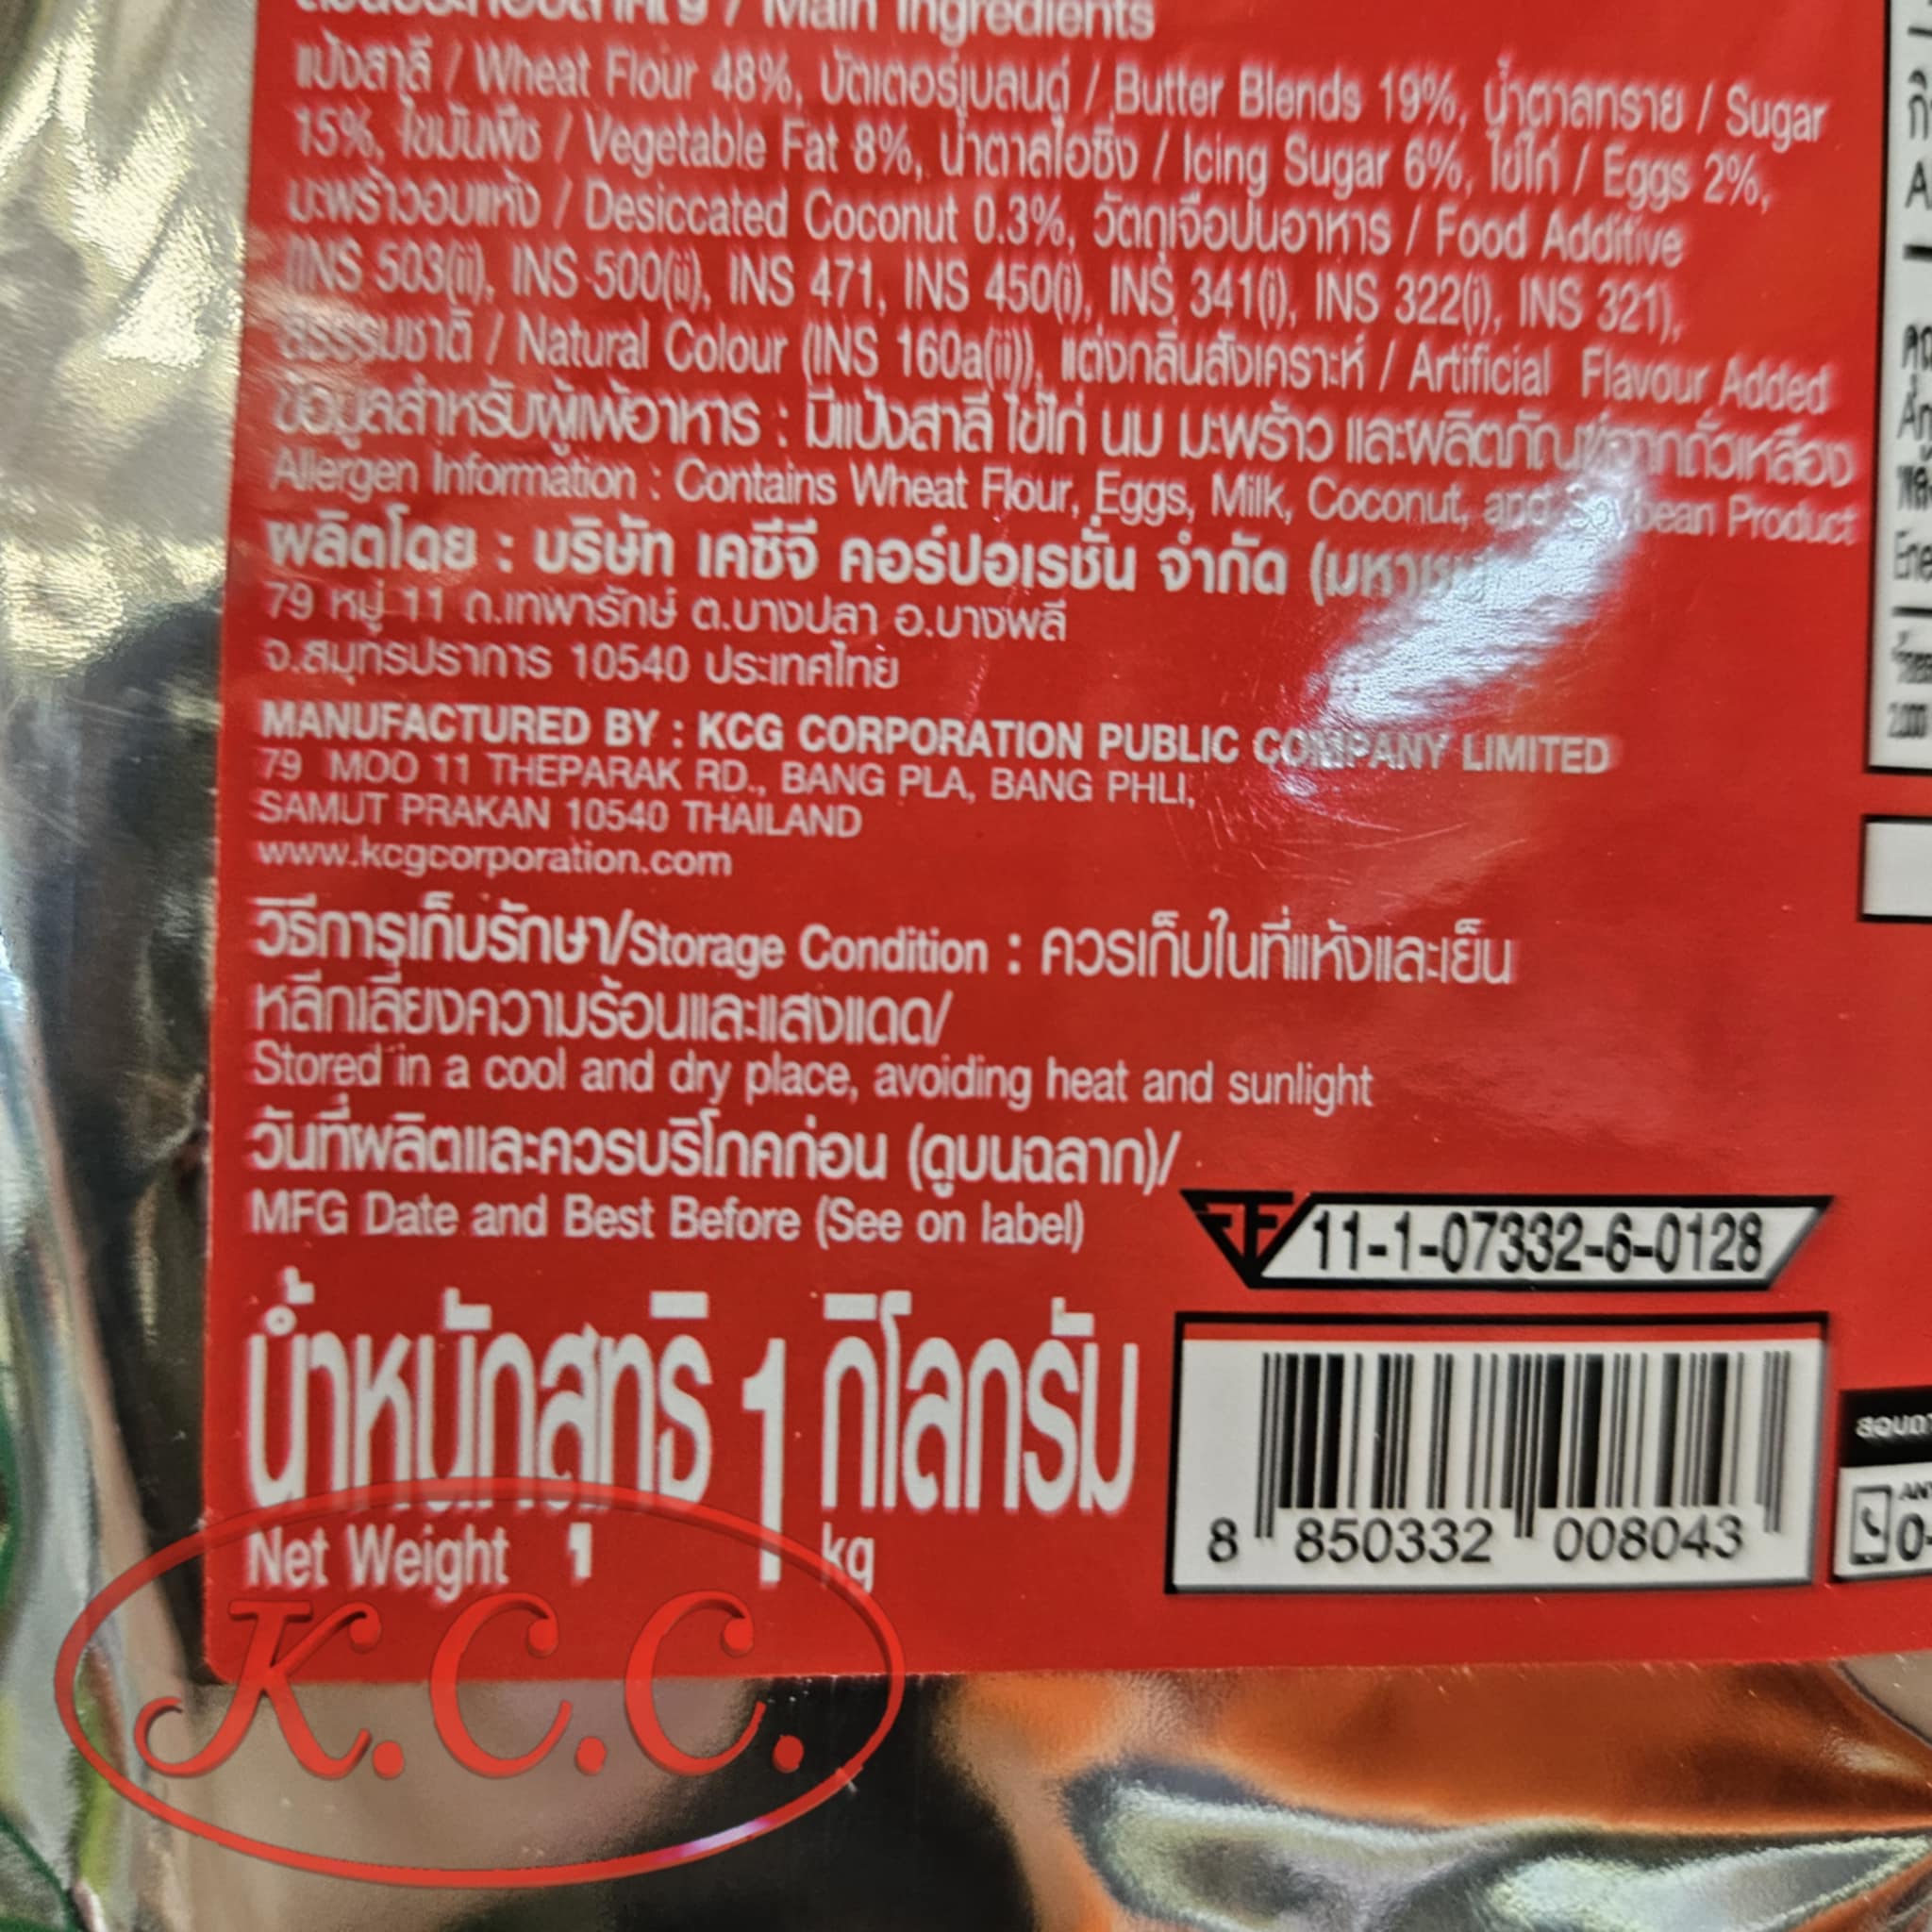 / Main Ingredients
แป้งสาลี / Wheat Flour 48%, บัตเตอร์เบลนด์ / Butter Blends 19%, น้ำตาลทราย / Sugar
15%, ไขมันพืช / Vegetable Fat 8%, น้ำตาลไอซิ่ง / Icing Sugar 6%, ไข่ไก่ / Eggs 2%,
มะพร้าวอบแห้ง / Desiccated Coconut 0.3%, วัตถุเจือปนอาหาร / Food Additive
(INS 503(ii), INS 500(ii), INS 471, INS 450(i), INS 341(i), INS 322(i), INS 321),
สีธรรมชาติ / Natural Colour (INS 160a(ii)), แต่งกลิ่นสังเคราะห์ / Artificial Flavour Added
ข้อมูลสำหรับผู้แพ้อาหาร : มีแป้งสาลี ไข่ไก่ นม มะพร้าว และผลิตภัณฑ์จากถั่วเหลือง
Allergen Information : Contains Wheat Flour, Eggs, Milk, Coconut, and Soybean Product
ผลิตโดย : บริษัท เคซีจี คอร์ปอเรชั่น จำกัด (มหาชน)
79 หมู่ 11 ถ.เทพารักษ์ ต.บางปลา อ.บางพลี
จ.สมุทรปราการ 10540 ประเทศไทย
MANUFACTURED BY : KCG CORPORATION PUBLIC COMPANY LIMITED
79 MOO 11 THEPARAK RD., BANG PLA, BANG PHLI,
SAMUT PRAKAN 10540 THAILAND
www.kcgcorporation.com
วิธีการเก็บรักษา/Storage Condition : ควรเก็บในที่แห้งและเย็น
หลีกเลี่ยงความร้อนและแสงแดด/
Stored in a cool and dry place, avoiding heat and sunlight
วันที่ผลิตและควรบริโภคก่อน (ดูบนฉลาก)/
MFG Date and Best Before (See on label)
11-1-07332-6-0128
น้ำหนักสุทธิ 1 กิโลกรัม
Net Weight 1 kg
8 850332 008043
K.C.C.